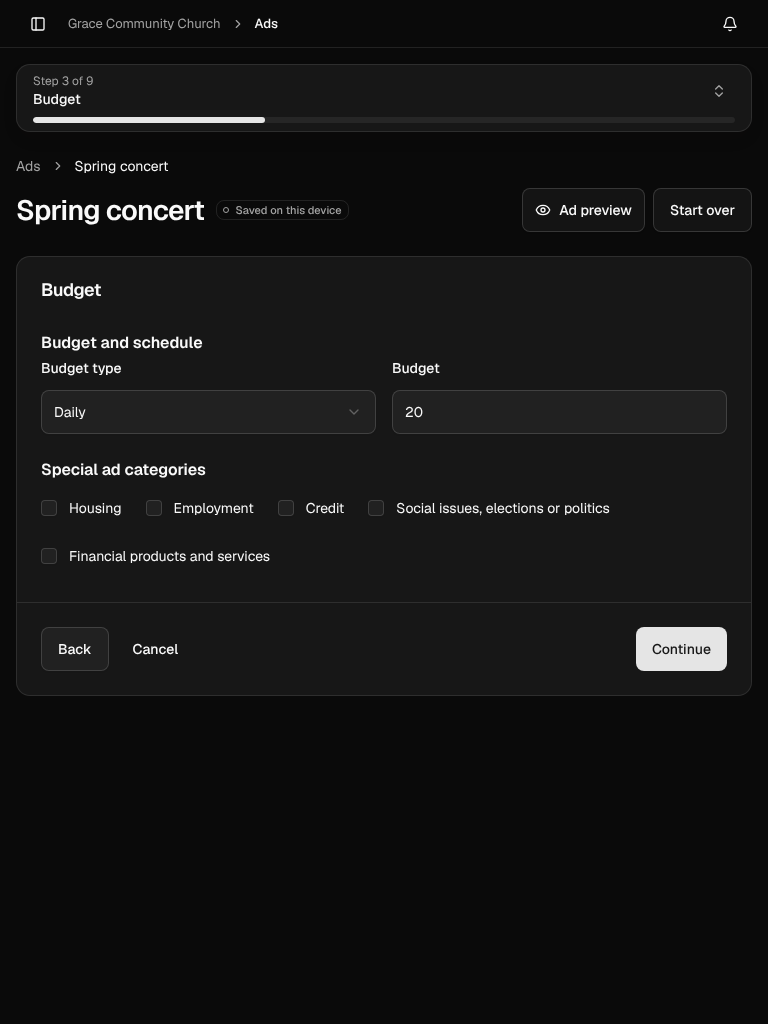 Grace Community Church > Ads
Step 3 of 9
Budget
Ads > Spring concert
Spring concert
Saved on this device
Ad preview
Start over
Budget
Budget and schedule
Budget type
Budget
Daily
20
Special ad categories
Housing
Employment
Credit
Social issues, elections or politics
Financial products and services
Back
Cancel
Continue